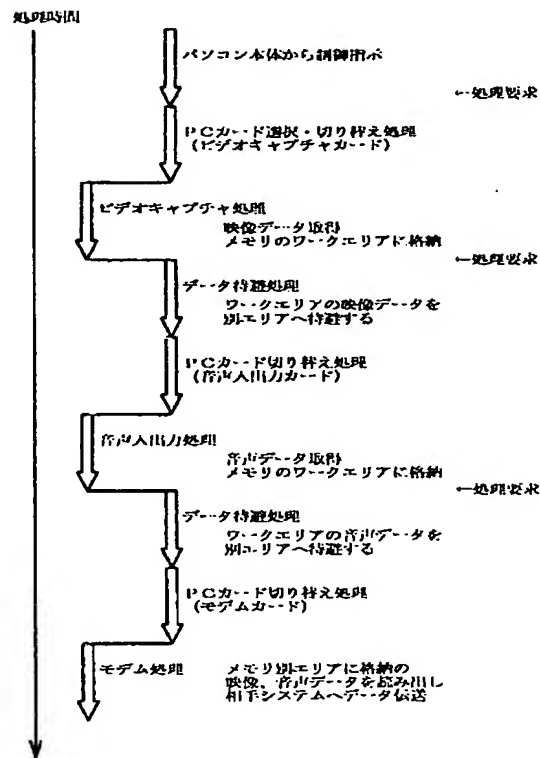 処理時間
パソコン本体から制御指示
←処理要求
PCカード選択・切り替え処理
(ビデオキャプチャカード)
ビデオキャプチャ処理
映像データ取得
メモリのワークエリアに格納
←処理要求
データ待避処理
ワークエリアの映像データを
別エリアへ待避する
PCカード切り替え処理
(音声入出力カード)
音声入出力処理
音声データ取得
メモリのワークエリアに格納
←処理要求
データ待避処理
ワークエリアの音声データを
別エリアへ待避する
PCカード切り替え処理
(モデムカード)
モデム処理
メモリ別エリアに格納の
映像、音声データを読み出し
相手システムへデータ伝送